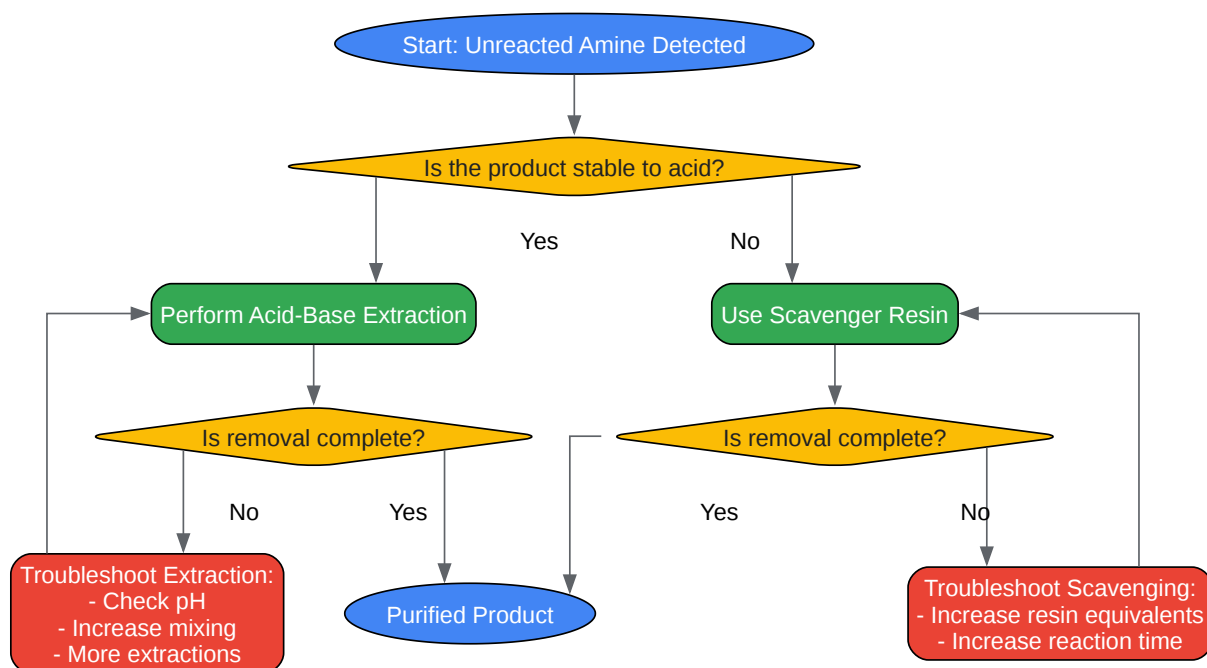 Start: Unreacted Amine Detected
Is the product stable to acid?
Yes
No
Perform Acid-Base Extraction
Use Scavenger Resin
Is removal complete?
Is removal complete?
No
Yes
Yes
No
Troubleshoot Extraction:
- Check pH
- Increase mixing
- More extractions
Purified Product
Troubleshoot Scavenging:
- Increase resin equivalents
- Increase reaction time